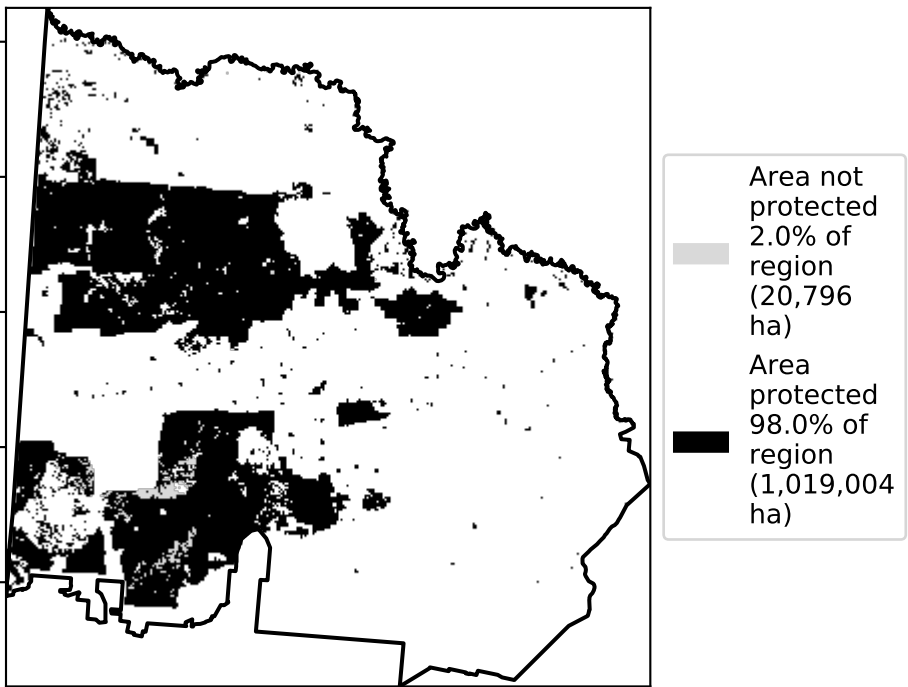 Area not
protected
2.0% of
region
(20,796
ha)
Area
protected
98.0% of
region
(1,019,004
ha)